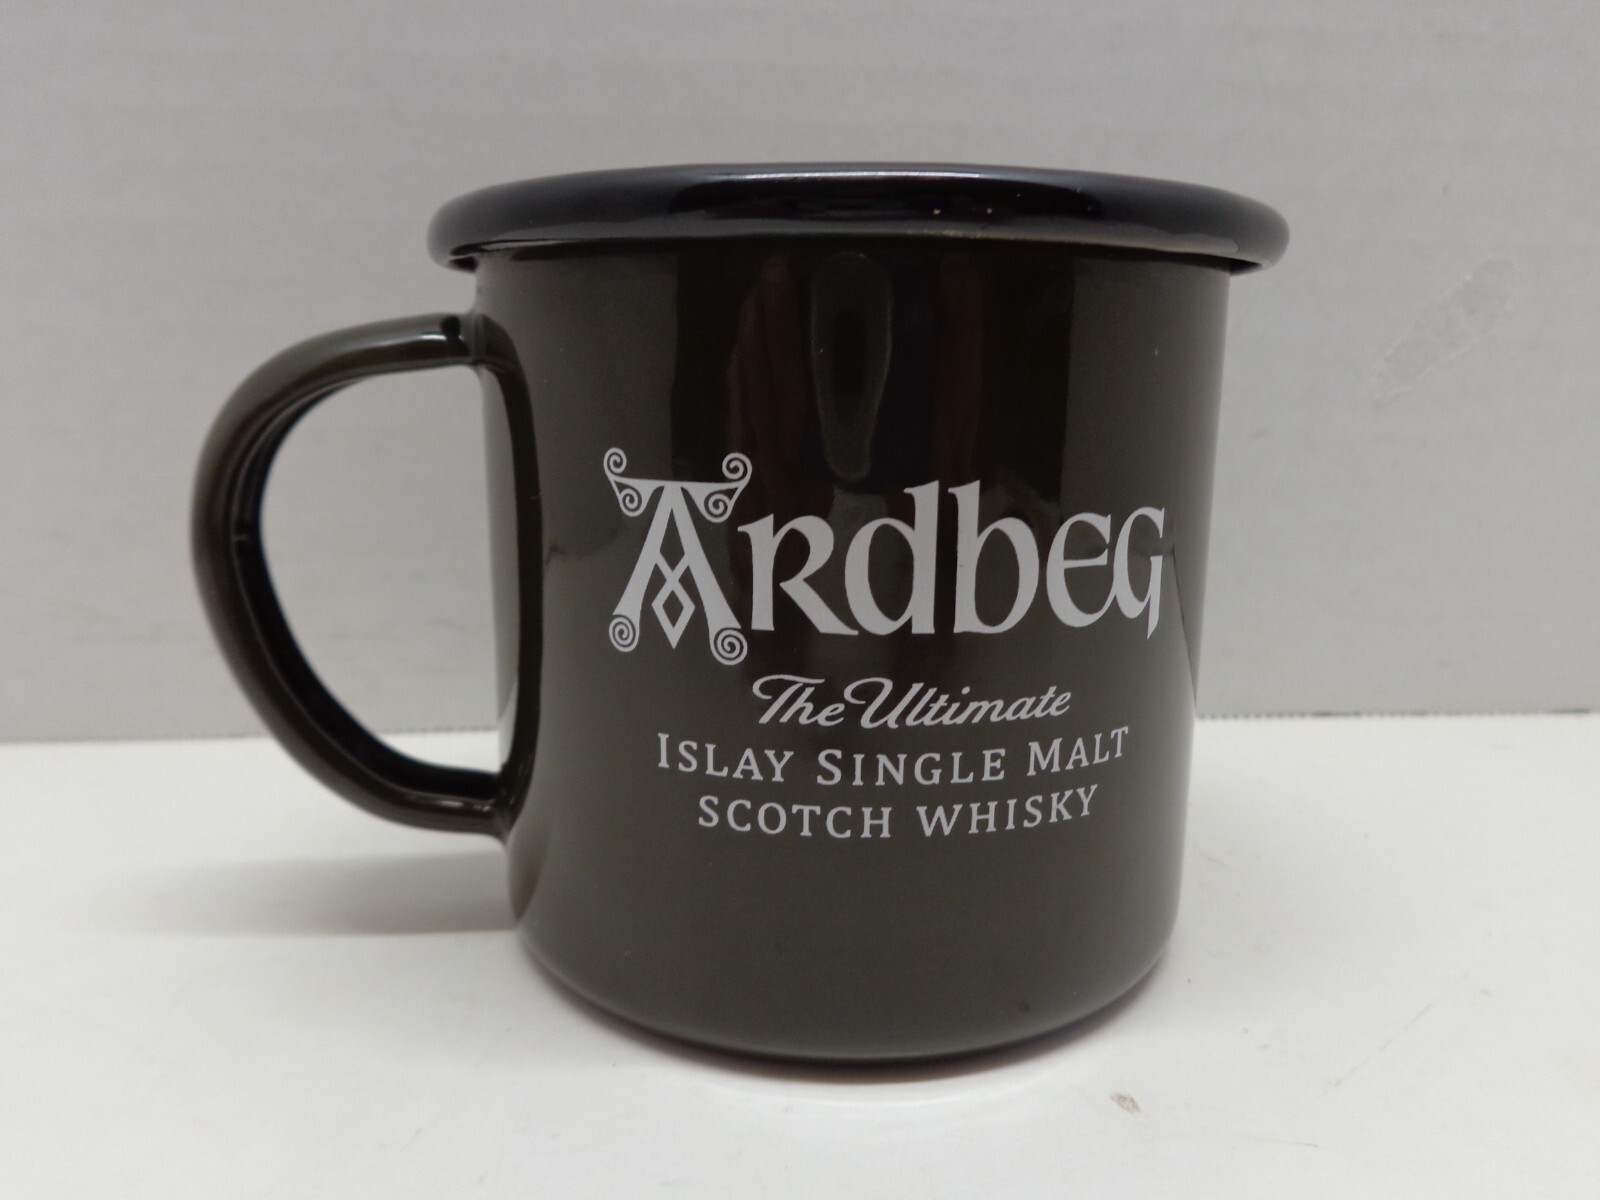 Ardbeg
The Ultimate
ISLAY SINGLE MALT
SCOTCH WHISKY